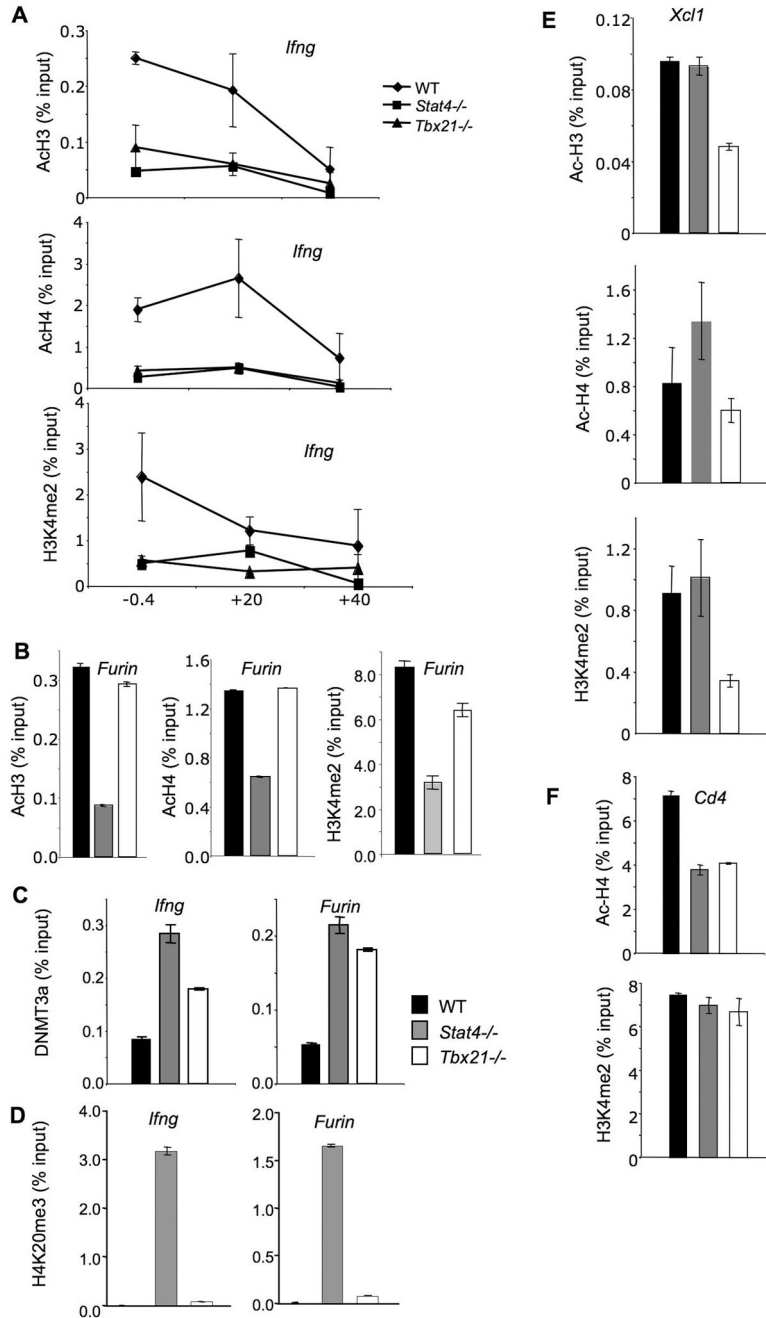 A
Ifng
AcH3 (% input)
0.3
0.2
0.1
0
WT
Stat4-/-
Tbx21-/-
Ifng
AcH4 (% input)
4
3
2
1
0
Ifng
H3K4me2 (% input)
4
3
2
1
0
-0.4
+20
+40
B
Furin
AcH3 (% input)
0.3
0.2
0.1
0.0
Furin
AcH4 (% input)
1.6
1.2
0.6
0.0
Furin
H3K4me2 (% input)
8.0
6.0
4.0
2.0
0.0
C
Ifng
DNMT3a (% input)
0.3
0.2
0.1
0.0
Furin
0.2
0.1
0.0
WT
Stat4-/-
Tbx21-/-
D
Ifng
H4K20me3 (% input)
4.0
3.0
2.0
1.0
0.0
Furin
2.0
1.5
1.0
0.5
0.0
E
Xcl1
Ac-H3 (% input)
0.12
0.08
0.04
0
Ac-H4 (% input)
1.6
1.2
0.8
0.4
0
H3K4me2 (% input)
1.2
0.8
0.4
0
F
Cd4
Ac-H4 (% input)
8
6
4
2
0
H3K4me2 (% input)
8
6
4
2
0